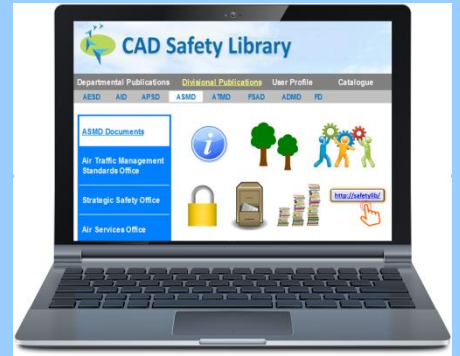 CAD Safety Library
Departmental Publications Divisional Publications User Profile Catalogue
AESD AID APSD ASMD ATMD FSAD ADMD FD
ASMD Documents
Air Traffic Management
Standards Office
Strategic Safety Office
Air Services Office
http://safetylib/